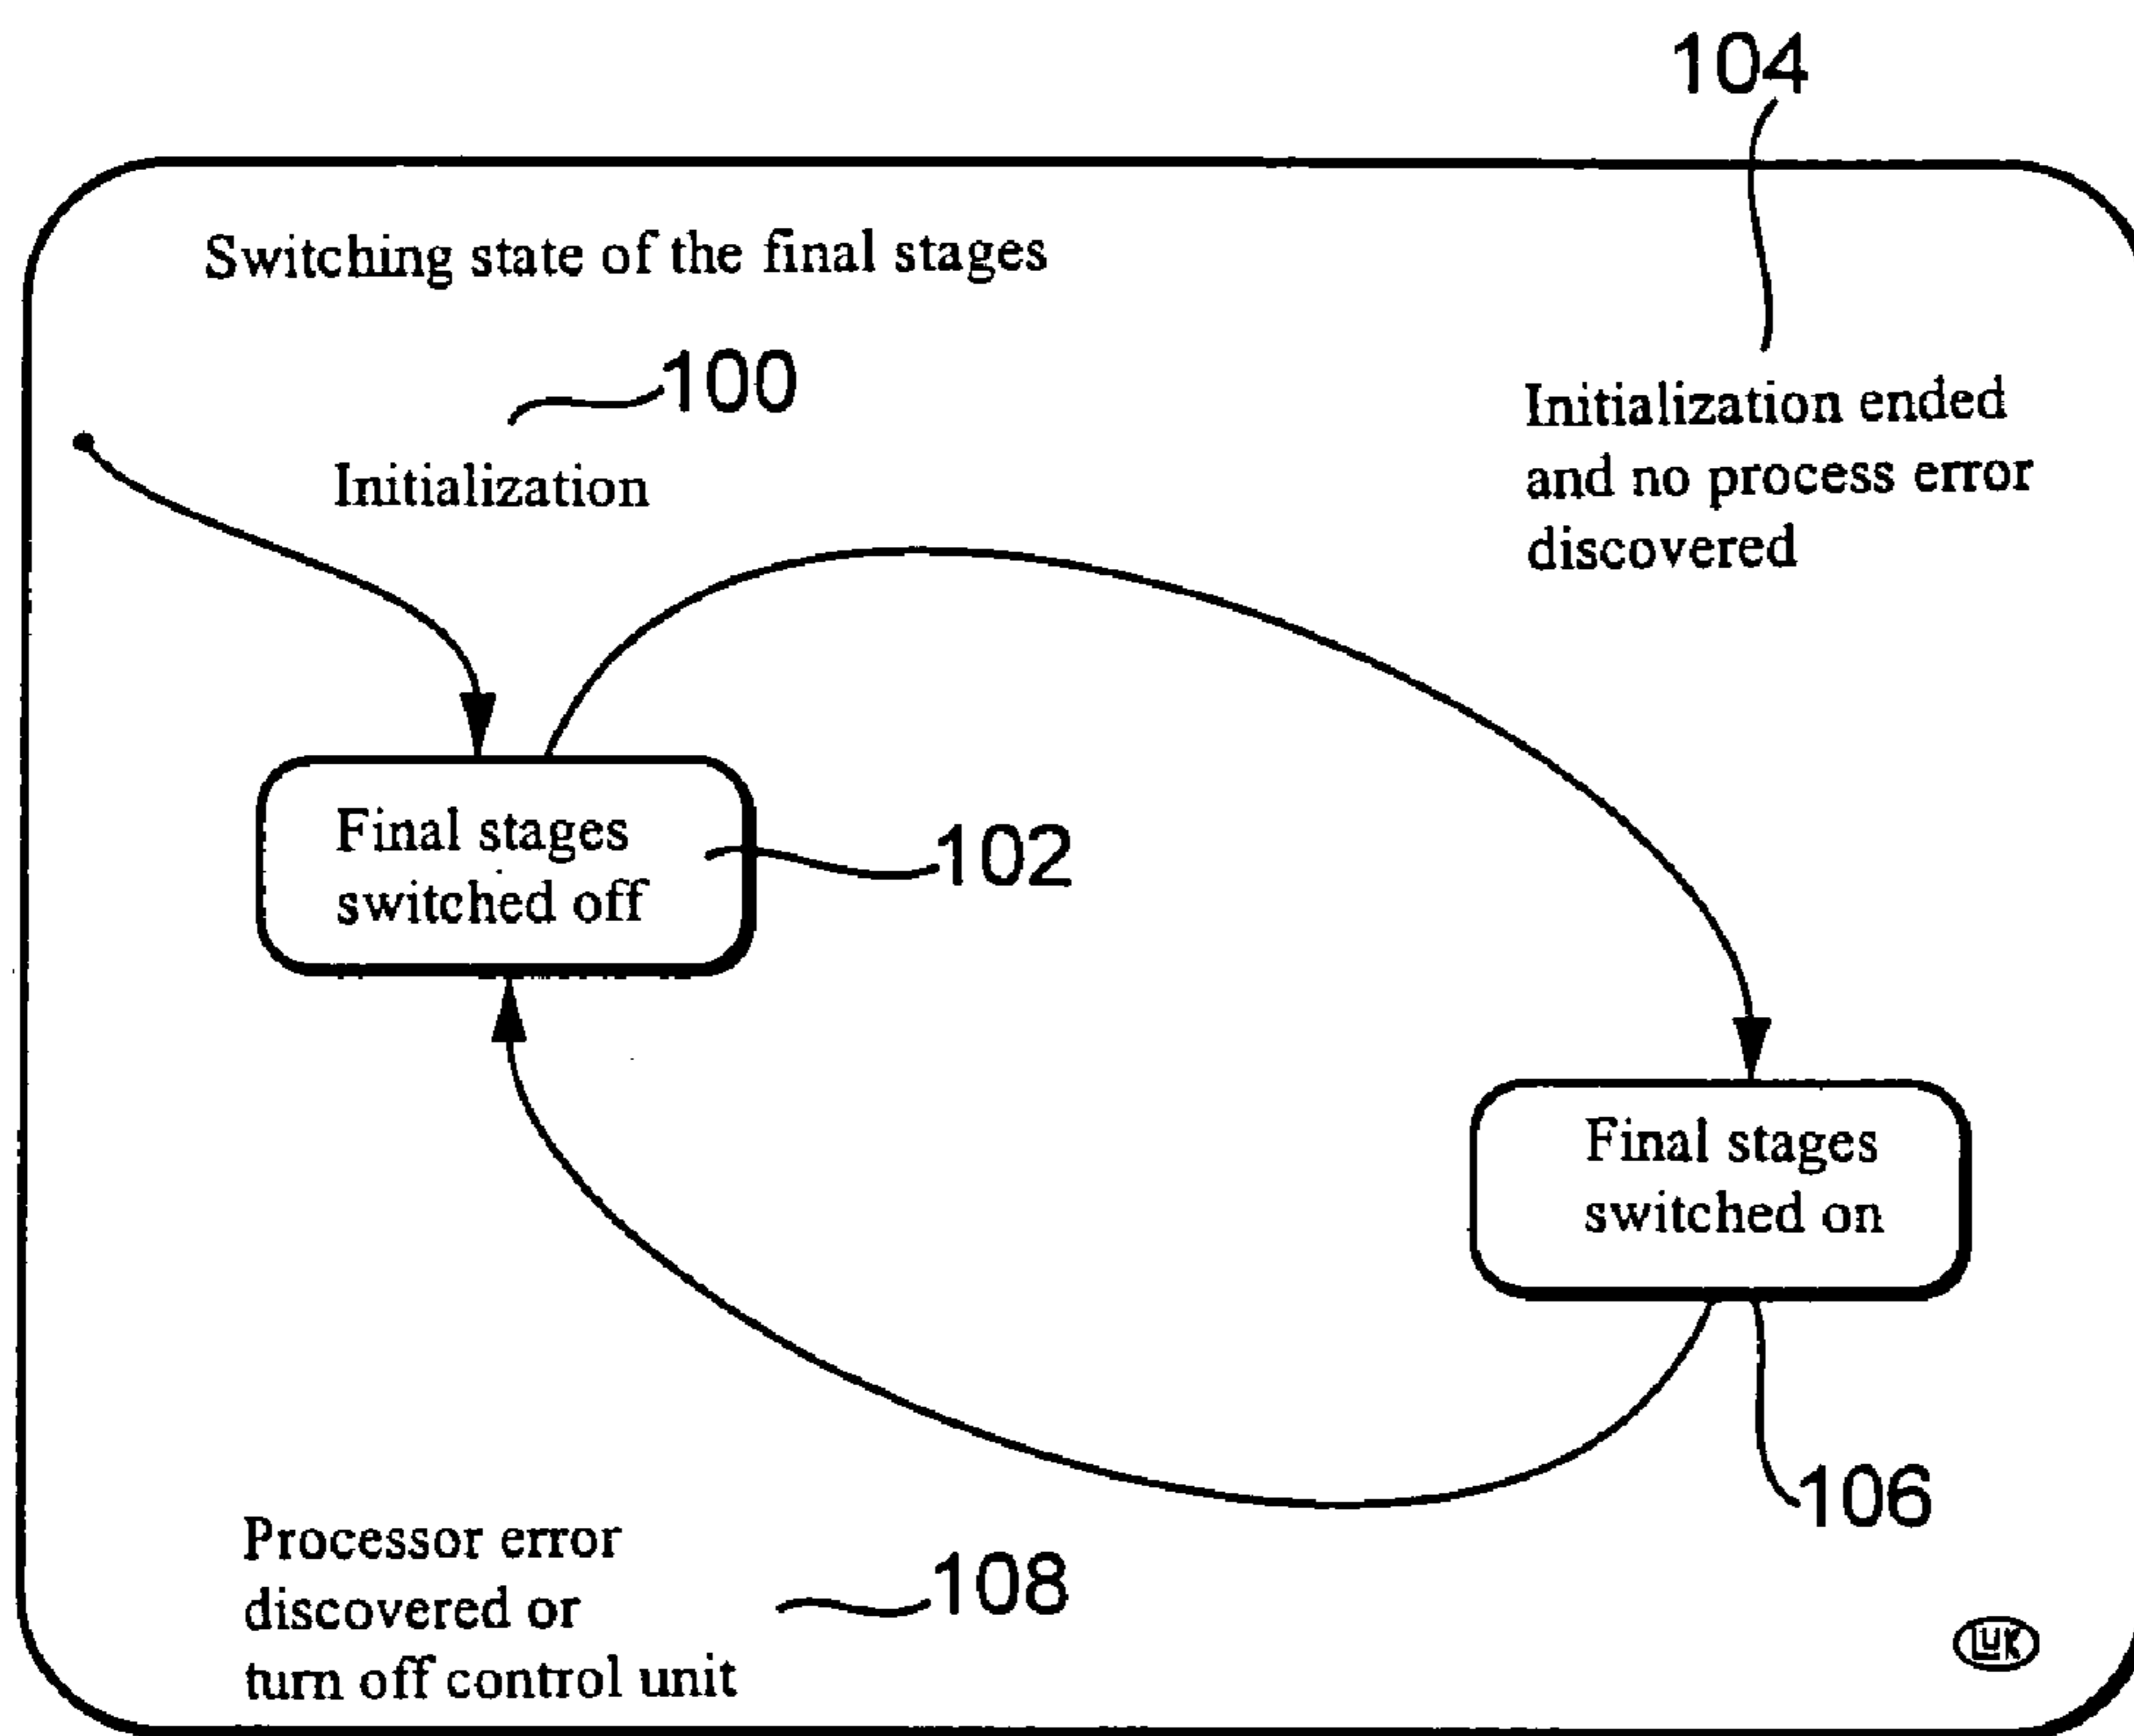 104
Switching state of the final stages
100
Initialization
Initialization ended
and no process error
discovered
Final stages
switched off
102
Final stages
switched on
106
Processor error
discovered or
turn off control unit
108
LUK